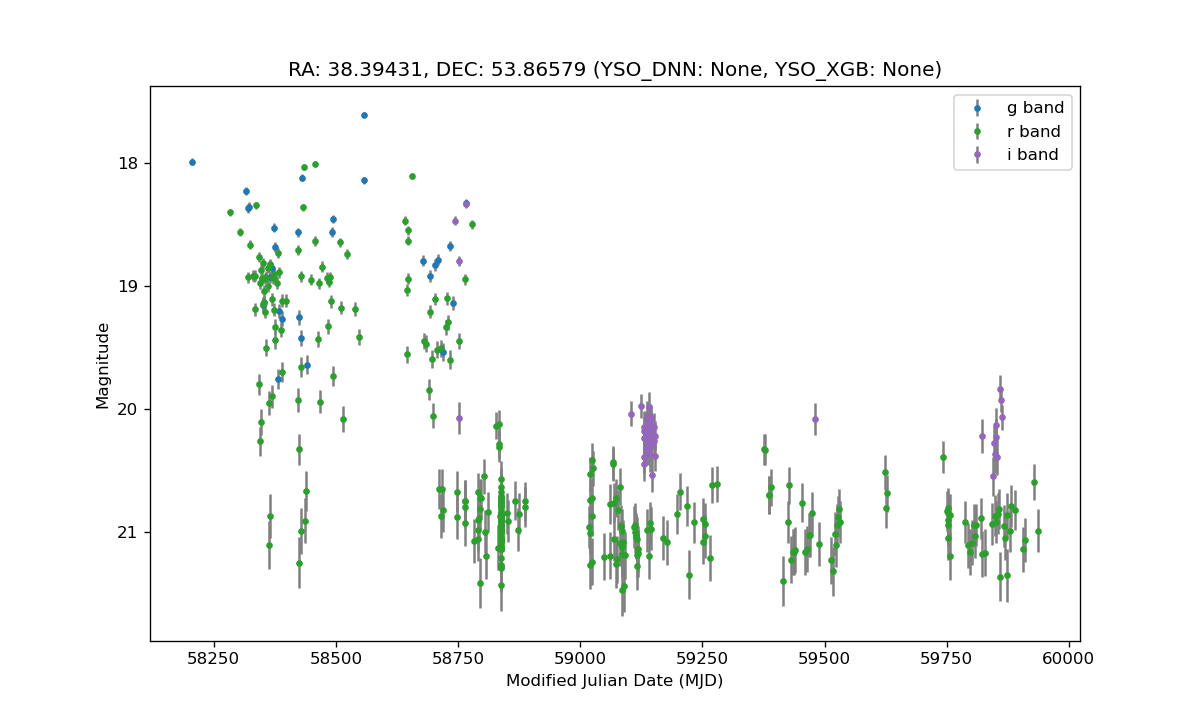 RA: 38.39431, DEC: 53.86579 (YSO_DNN: None, YSO_XGB: None)
g band
r band
i band
18
19
20
21
Magnitude
58250 58500 58750 59000 59250 59500 59750 60000
Modified Julian Date (MJD)